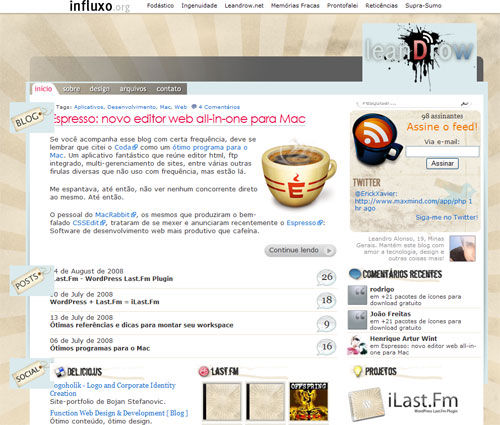 influxo.org
Fodástico Ingenuidade Leandrow.net Memórias Fracas Prontofalei Reticências Supra-Sumo
leanDrow
início sobre design arquivos contato
BLOG
Tags: Aplicativos, Desenvolvimento, Mac, Web 4 Comentários
Espresso: novo editor web all-in-one para Mac
Se você acompanha esse blog com certa frequência, deve se
lembrar que citei o Coda como um ótimo programa para o
Mac. Um aplicativo fantástico que reúne editor html, ftp
integrado, multi-gerenciamento de sites, entre várias outras
firulas diversas que não uso com frequência, mas estão lá.
Me espantava, até então, não ver nenhum concorrente direto
ao mesmo. Até então.
O pessoal do MacRabbit, os mesmos que produziram o bem-
falado CSSEdit, trataram de se mexer e anunciaram recentemente o Espresso:
Software de desenvolvimento web mais produtivo que cafeína.
Continue lendo
Pesquisar...
98 assinantes
Assine o feed!
Via e-mail:
Assinar
TWITTER
@ErickXavier:
http://www.maxmind.com/app/php 1
hr ago
Siga-me no Twitter!
Leandro Alonso, 19, Minas
Gerais. Mantém este blog com
amor a tecnologia, design e
outras coisas mais!
POSTS
4 de August de 2008
Last.Fm - WordPress Last.Fm Plugin
26
20 de July de 2008
WordPress + Last.Fm = iLast.Fm
18
13 de July de 2008
Ótimas referências e dicas para montar seu workspace
9
06 de July de 2008
Ótimos programas para o Mac
16
COMENTÁRIOS RECENTES
rodrigo
em +21 pacotes de ícones para
download gratuito
João Freitas
em +21 pacotes de ícones para
download gratuito
Henrique Artur Wint
em Espresso: novo editor web all-in-
one para Mac
SOCIAL
DELICIOUS
Logoholik - Logo and Corporate Identity
Creation
Site-portfolio de Bojan Stefanovic.
Function Web Design & Development [ Blog ]
Ótimo conteúdo, ótimo design.
LAST.FM
OFFSPRING
PROJETOS
iLast.Fm
WordPress Last.Fm Plugin